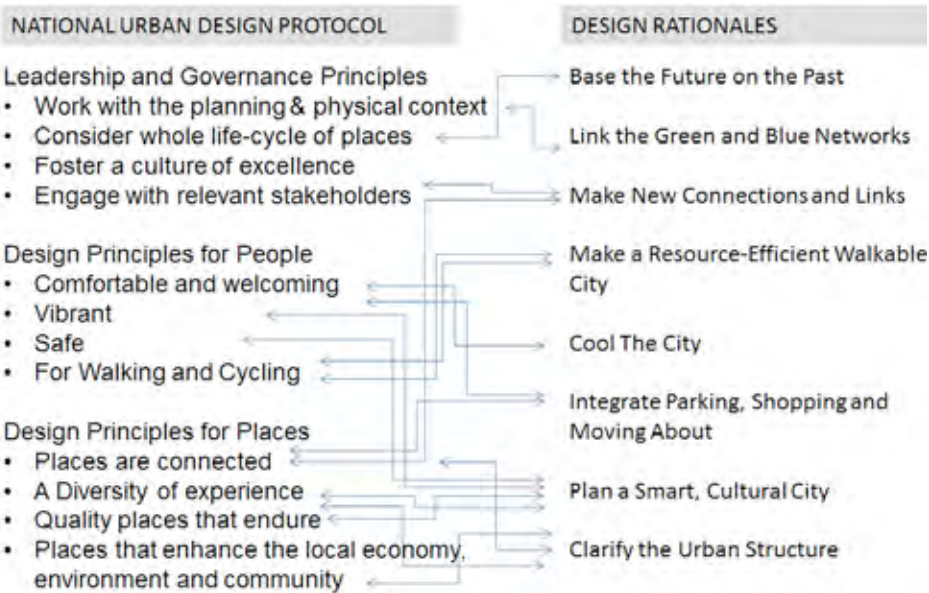 NATIONAL URBAN DESIGN PROTOCOL
Leadership and Governance Principles
• Work with the planning & physical context
• Consider whole life-cycle of places
• Foster a culture of excellence
• Engage with relevant stakeholders
Design Principles for People
• Comfortable and welcoming
• Vibrant
• Safe
• For Walking and Cycling
Design Principles for Places
• Places are connected
• A Diversity of experience
• Quality places that endure
• Places that enhance the local economy,
environment and community
DESIGN RATIONALES
Base the Future on the Past
Link the Green and Blue Networks
Make New Connections and Links
Make a Resource-Efficient Walkable
City
Cool The City
Integrate Parking, Shopping and
Moving About
Plan a Smart, Cultural City
Clarify the Urban Structure